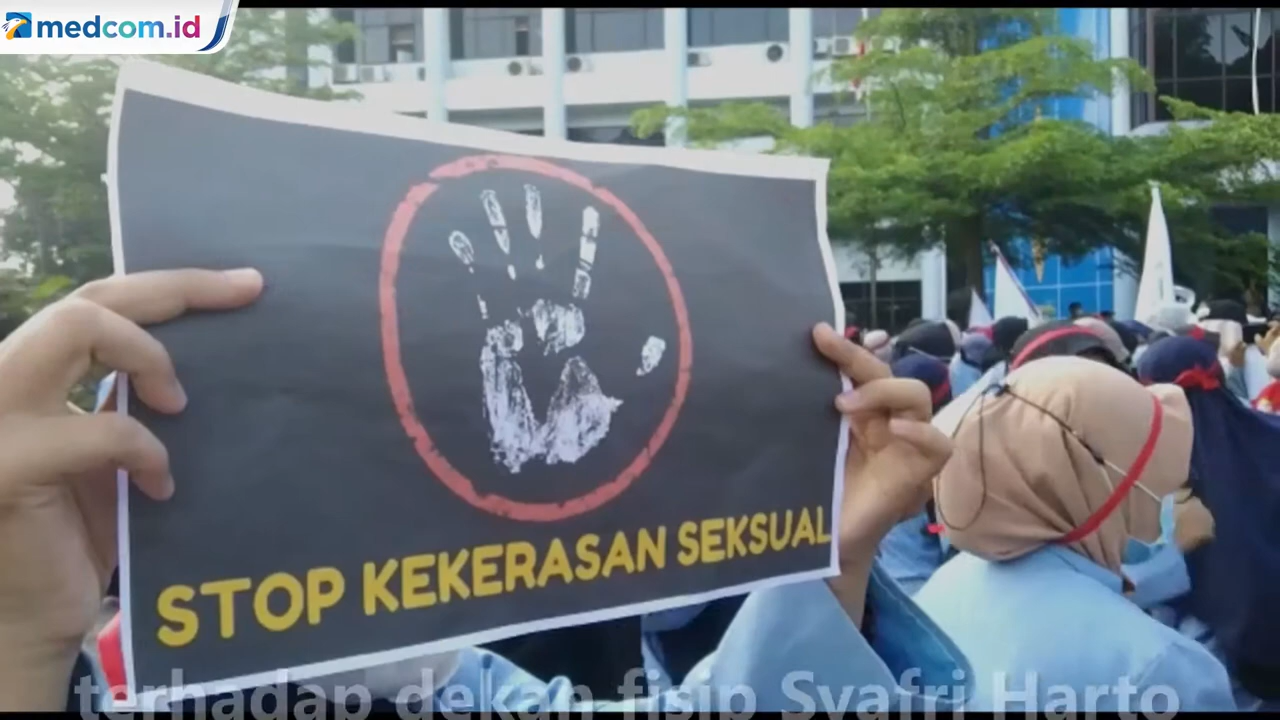 medcom.id
STOP KEKERASAN SEKSUAL
terhadap dekan fisip Syafri Harto